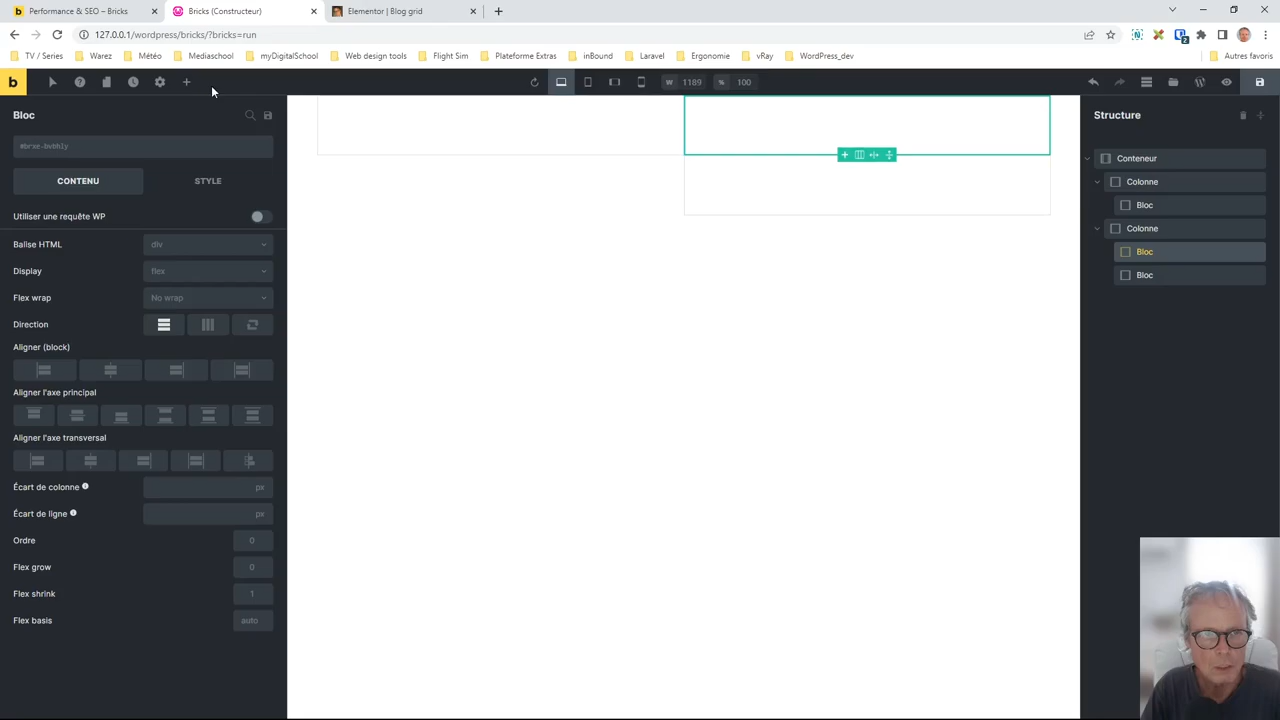 Performance & SEO – Bricks
Bricks (Constructeur)
Elementor | Blog grid
127.0.0.1/wordpress/bricks/?bricks=run
TV / Series
Warez
Météo
Mediaschool
myDigitalSchool
Web design tools
Flight Sim
Plateforme Extras
inBound
Laravel
Ergonomie
vRay
WordPress_dev
Autres favoris
b
W 1189 % 100
Bloc
#brxe-bvbhly
CONTENU
STYLE
Utiliser une requête WP
Balise HTML
div
Display
flex
Flex wrap
No wrap
Direction
Aligner (block)
Aligner l'axe principal
Aligner l'axe transversal
Écart de colonne
px
Écart de ligne
px
Ordre
0
Flex grow
0
Flex shrink
1
Flex basis
auto
Structure
Conteneur
Colonne
Bloc
Colonne
Bloc
Bloc